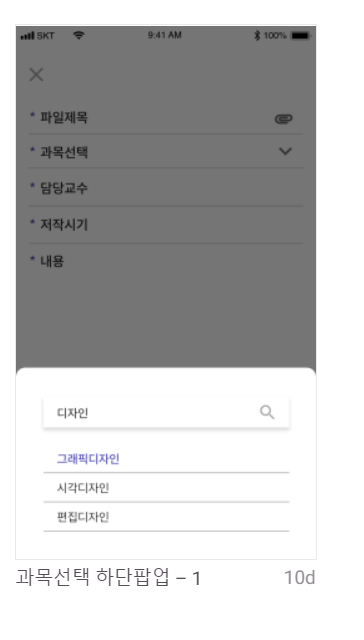 SKT 9:41 AM 100%
* 파일제목
* 과목선택
* 담당교수
* 저작시기
* 내용
디자인
그래픽디자인
시각디자인
편집디자인
과목선택 하단팝업 – 1 10d